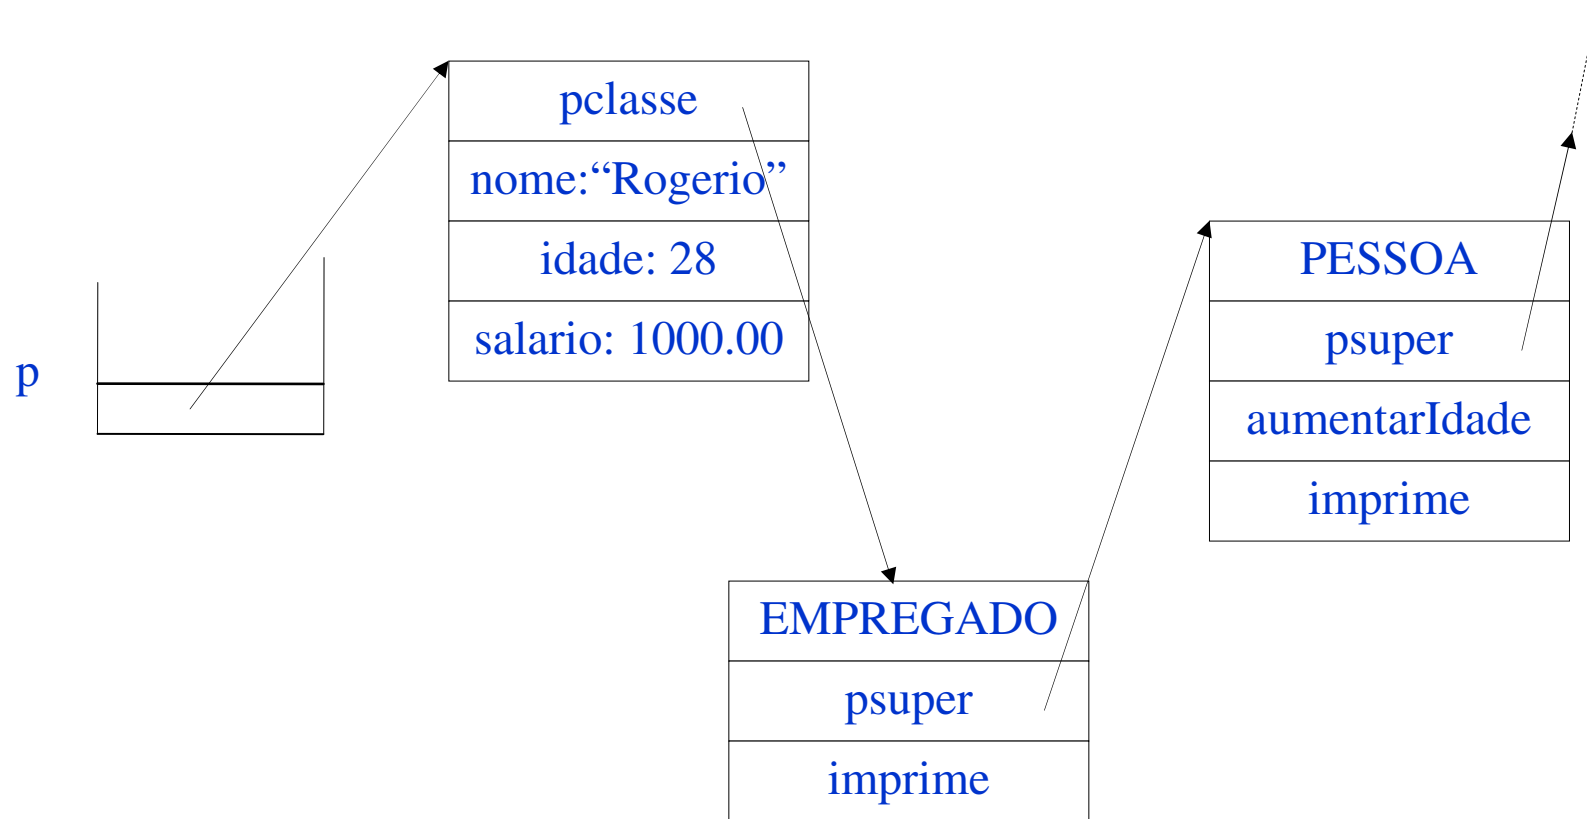 p
pclasse
nome:“Rogerio”
idade: 28
salario: 1000.00
EMPREGADO
psuper
imprime
PESSOA
psuper
aumentarIdade
imprime